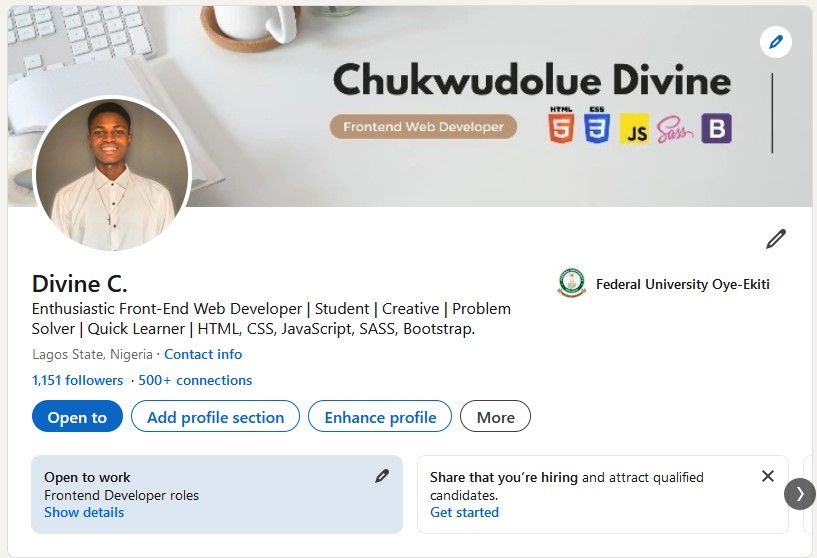 Chukwudolue Divine
Frontend Web Developer
HTML
5
CSS
3
JS
Sass
B
Divine C.
Federal University Oye-Ekiti
Enthusiastic Front-End Web Developer | Student | Creative | Problem
Solver | Quick Learner | HTML, CSS, JavaScript, SASS, Bootstrap.
Lagos State, Nigeria · Contact info
1,151 followers · 500+ connections
Open to
Add profile section
Enhance profile
More
Open to work
Frontend Developer roles
Show details
Share that you’re hiring and attract qualified
candidates.
Get started